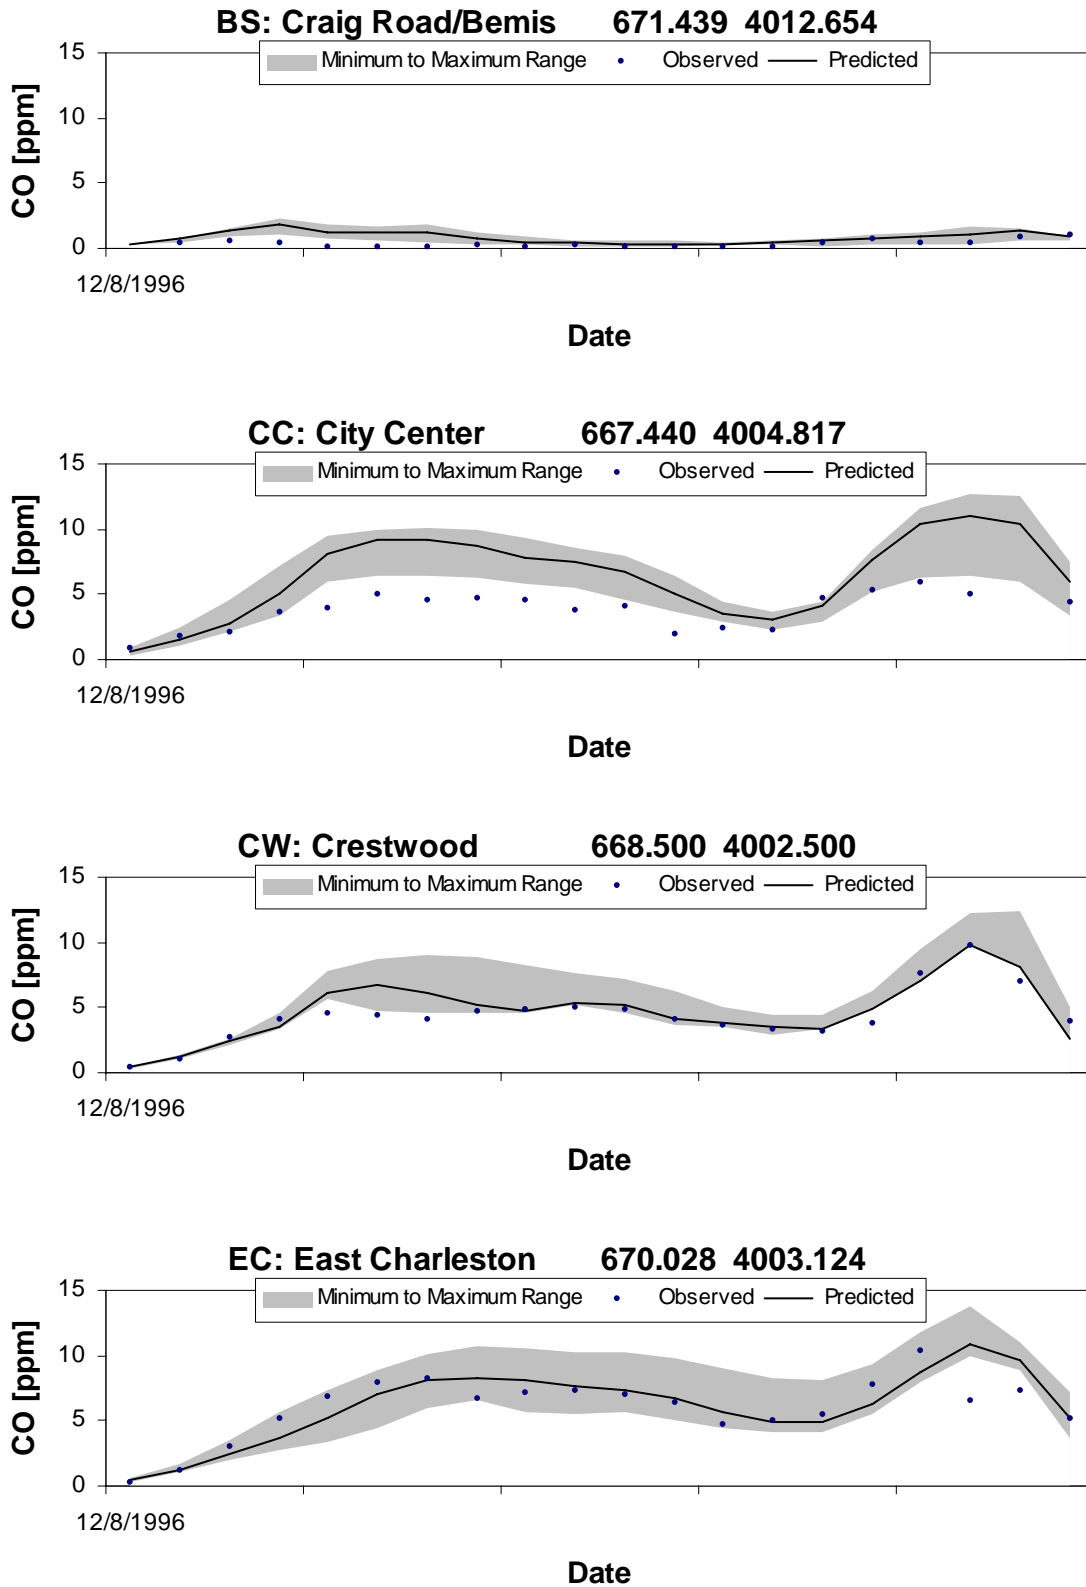 BS: Craig Road/Bemis 671.439 4012.654
Minimum to Maximum Range Observed Predicted
15
10
5
0
CO [ppm]
12/8/1996
Date
CC: City Center 667.440 4004.817
Minimum to Maximum Range Observed Predicted
15
10
5
0
CO [ppm]
12/8/1996
Date
CW: Crestwood 668.500 4002.500
Minimum to Maximum Range Observed Predicted
15
10
5
0
CO [ppm]
12/8/1996
Date
EC: East Charleston 670.028 4003.124
Minimum to Maximum Range Observed Predicted
15
10
5
0
CO [ppm]
12/8/1996
Date